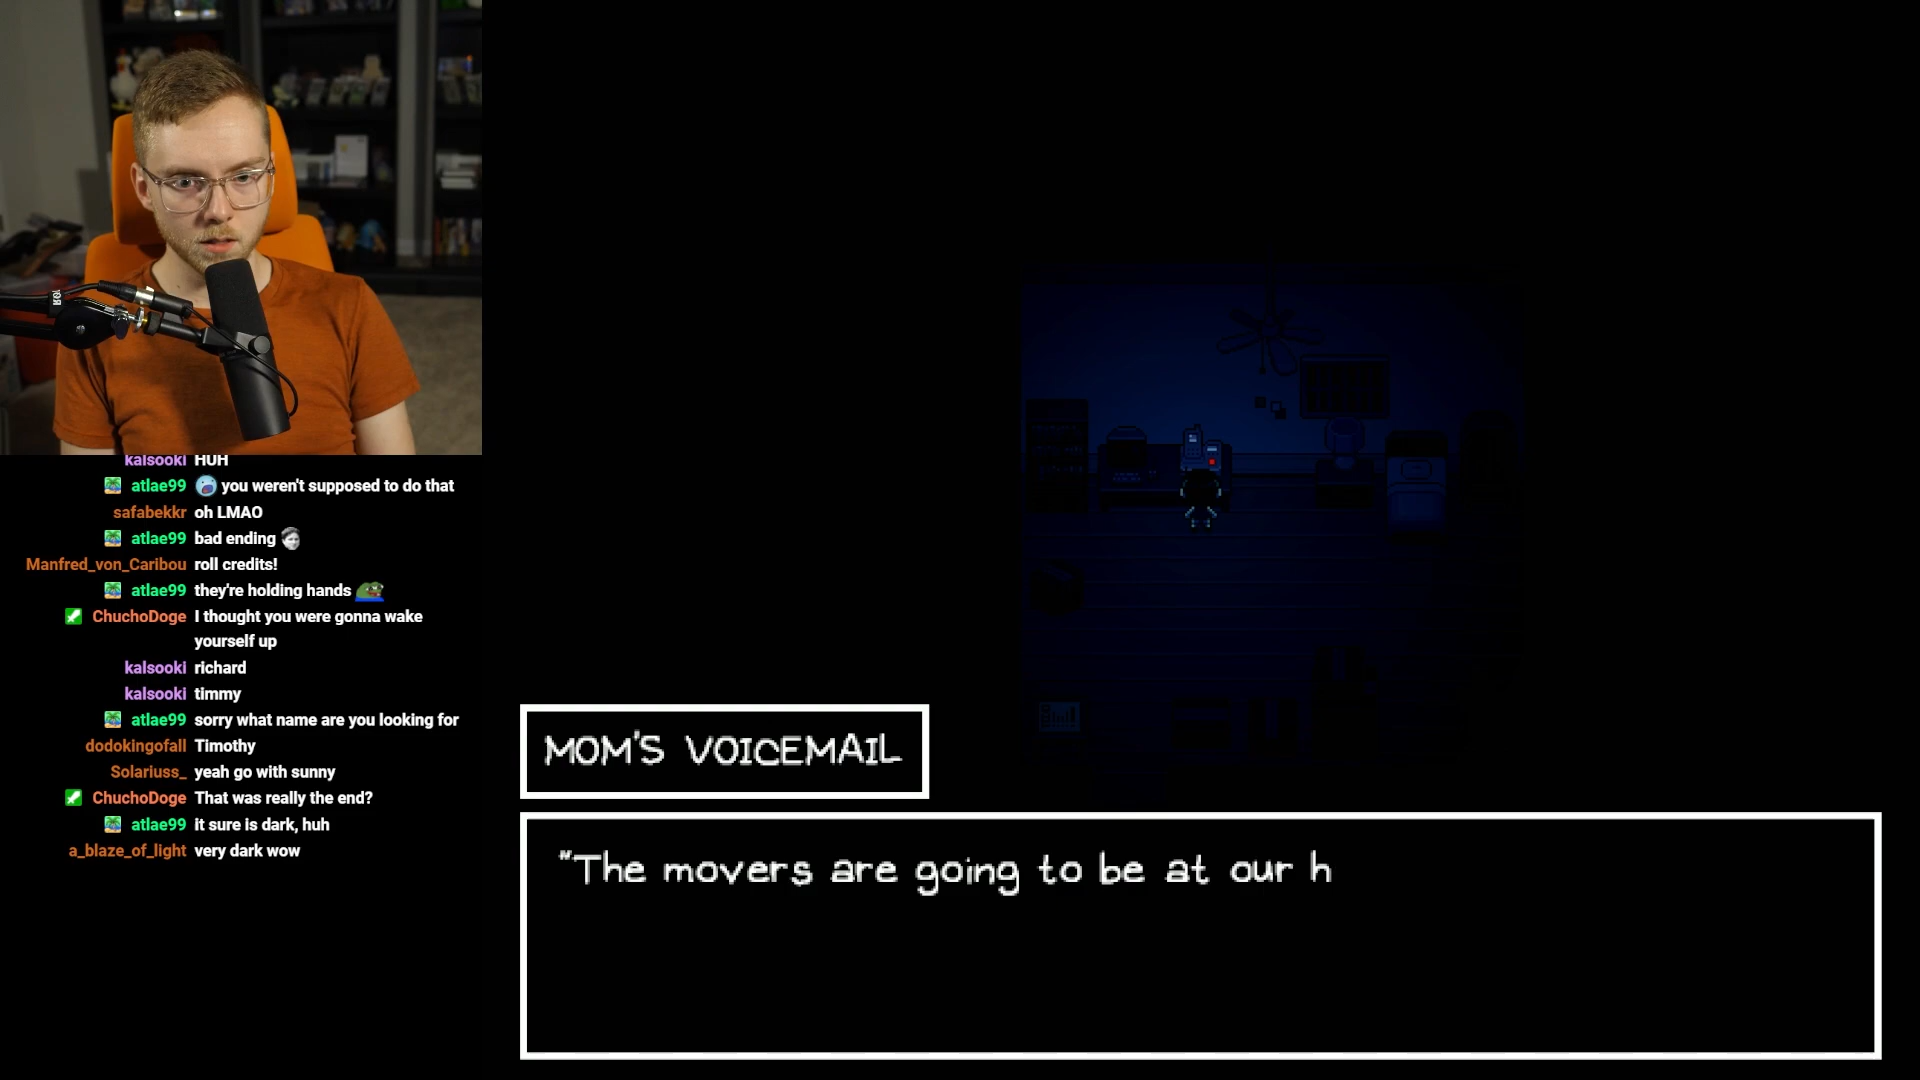 kalsooki HUH
atlae99 you weren't supposed to do that
safabekkr oh LMAO
atlae99 bad ending
Manfred_von_Caribou roll credits!
atlae99 they're holding hands
ChuchoDoge I thought you were gonna wake
yourself up
kalsooki richard
kalsooki timmy
atlae99 sorry what name are you looking for
dodokingofall Timothy
Solariuss_ yeah go with sunny
ChuchoDoge That was really the end?
atlae99 it sure is dark, huh
a_blaze_of_light very dark wow
MOM'S VOICEMAIL
"The movers are going to be at our h